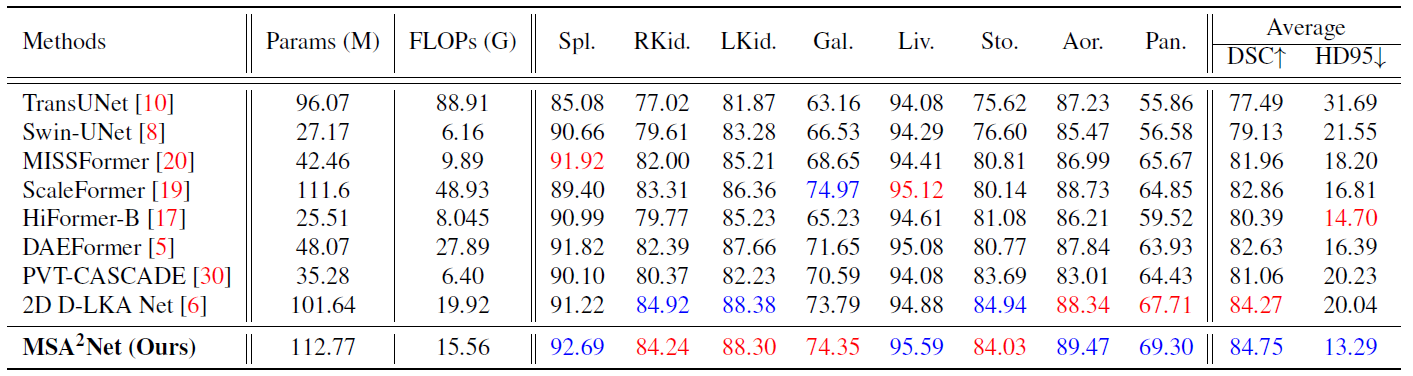 Methods Params (M) FLOPs (G) Spl. RKid. LKid. Gal. Liv. Sto. Aor. Pan. Average
DSC↑ HD95↓
TransUNet [10] 96.07 88.91 85.08 77.02 81.87 63.16 94.08 75.62 87.23 55.86 77.49 31.69
Swin-UNet [8] 27.17 6.16 90.66 79.61 83.28 66.53 94.29 76.60 85.47 56.58 79.13 21.55
MISSFormer [20] 42.46 9.89 91.92 82.00 85.21 68.65 94.41 80.81 86.99 65.67 81.96 18.20
ScaleFormer [19] 111.6 48.93 89.40 83.31 86.36 74.97 95.12 80.14 88.73 64.85 82.86 16.81
HiFormer-B [17] 25.51 8.045 90.99 79.77 85.23 65.23 94.61 81.08 86.21 59.52 80.39 14.70
DAEFormer [5] 48.07 27.89 91.82 82.39 87.66 71.65 95.08 80.77 87.84 63.93 82.63 16.39
PVT-CASCADE [30] 35.28 6.40 90.10 80.37 82.23 70.59 94.08 83.69 83.01 64.43 81.06 20.23
2D D-LKA Net [6] 101.64 19.92 91.22 84.92 88.38 73.79 94.88 84.94 88.34 67.71 84.27 20.04
MSA²Net (Ours) 112.77 15.56 92.69 84.24 88.30 74.35 95.59 84.03 89.47 69.30 84.75 13.29